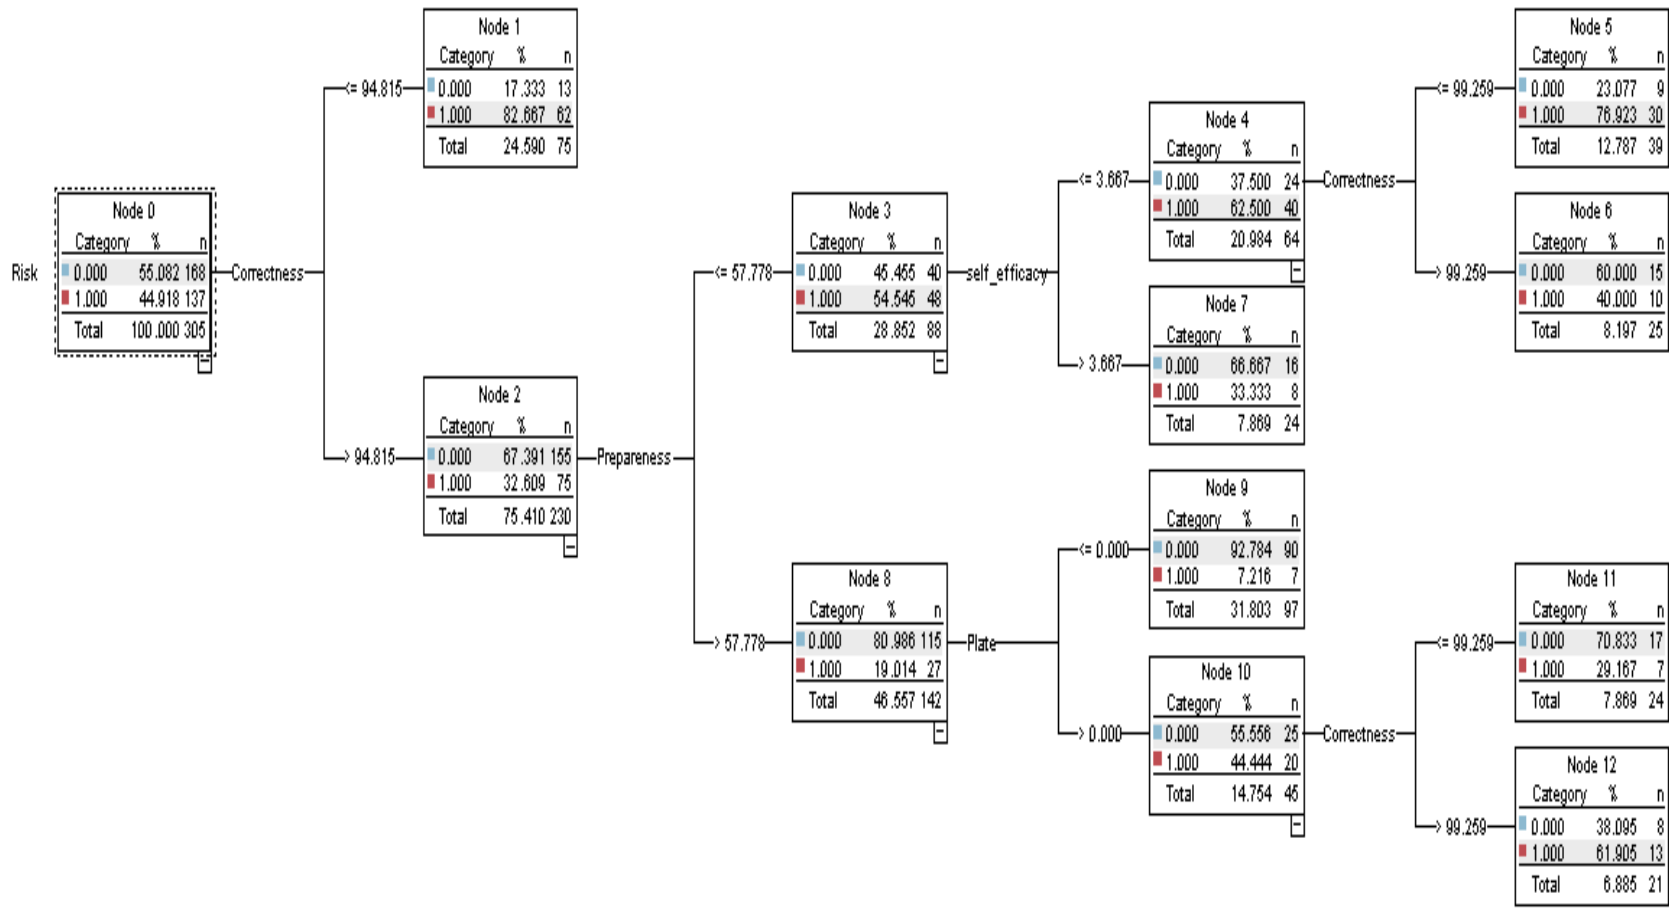 Risk
Node 0
Category % n
0.000 55.082 168
1.000 44.918 137
Total 100.000 305
Correctness
<= 94.815
Node 1
Category % n
0.000 17.333 13
1.000 82.667 62
Total 24.590 75
> 94.815
Node 2
Category % n
0.000 67.391 155
1.000 32.609 75
Total 75.410 230
Prepareness
<= 57.778
Node 3
Category % n
0.000 45.455 40
1.000 54.545 48
Total 28.852 88
self_efficacy
<= 3.667
Node 4
Category % n
0.000 37.500 24
1.000 62.500 40
Total 20.984 64
Correctness
<= 99.259
Node 5
Category % n
0.000 23.077 9
1.000 76.923 30
Total 12.787 39
> 99.259
Node 6
Category % n
0.000 60.000 15
1.000 40.000 10
Total 8.197 25
> 3.667
Node 7
Category % n
0.000 66.667 16
1.000 33.333 8
Total 7.869 24
> 57.778
Node 8
Category % n
0.000 80.986 115
1.000 19.014 27
Total 46.557 142
Plate
<= 0.000
Node 9
Category % n
0.000 92.784 90
1.000 7.216 7
Total 31.803 97
> 0.000
Node 10
Category % n
0.000 55.556 25
1.000 44.444 20
Total 14.754 45
Correctness
<= 99.259
Node 11
Category % n
0.000 70.833 17
1.000 29.167 7
Total 7.869 24
> 99.259
Node 12
Category % n
0.000 38.095 8
1.000 61.905 13
Total 6.885 21